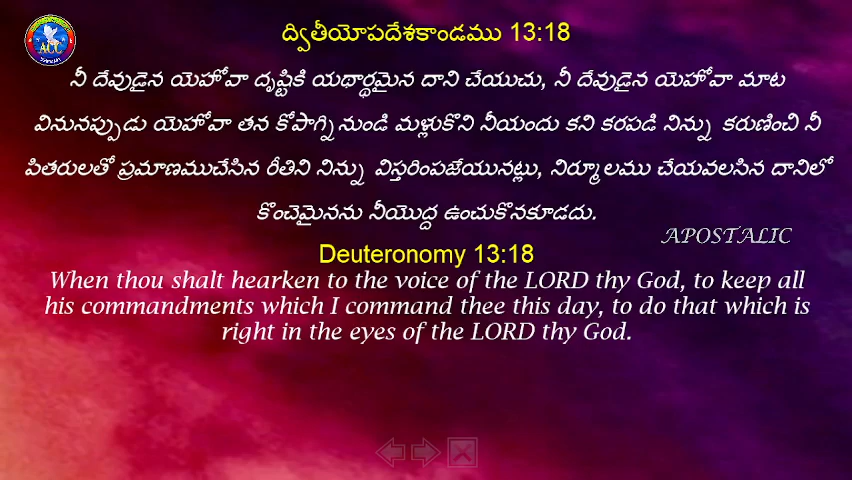 ACC
ద్వితీయోపదేశకాండము 13:18
నీ దేవుడైన యెహోవా దృష్టికి యథార్థమైన దాని చేయుచు, నీ దేవుడైన యెహోవా మాట
వినునప్పుడు యెహోవా తన కోపాగ్నినుండి మళ్లుకొని నీయందు కని కరపడి నిన్ను కరుణించి నీ
పితరులతో ప్రమాణముచేసిన రీతిని నిన్ను విస్తరింపజేయునట్లు, నిర్మూలము చేయవలసిన దానిలో
కొంచెమైనను నీయొద్ద ఉంచుకొనకూడదు.
APOSTALIC
Deuteronomy 13:18
When thou shalt hearken to the voice of the LORD thy God, to keep all
his commandments which I command thee this day, to do that which is
right in the eyes of the LORD thy God.